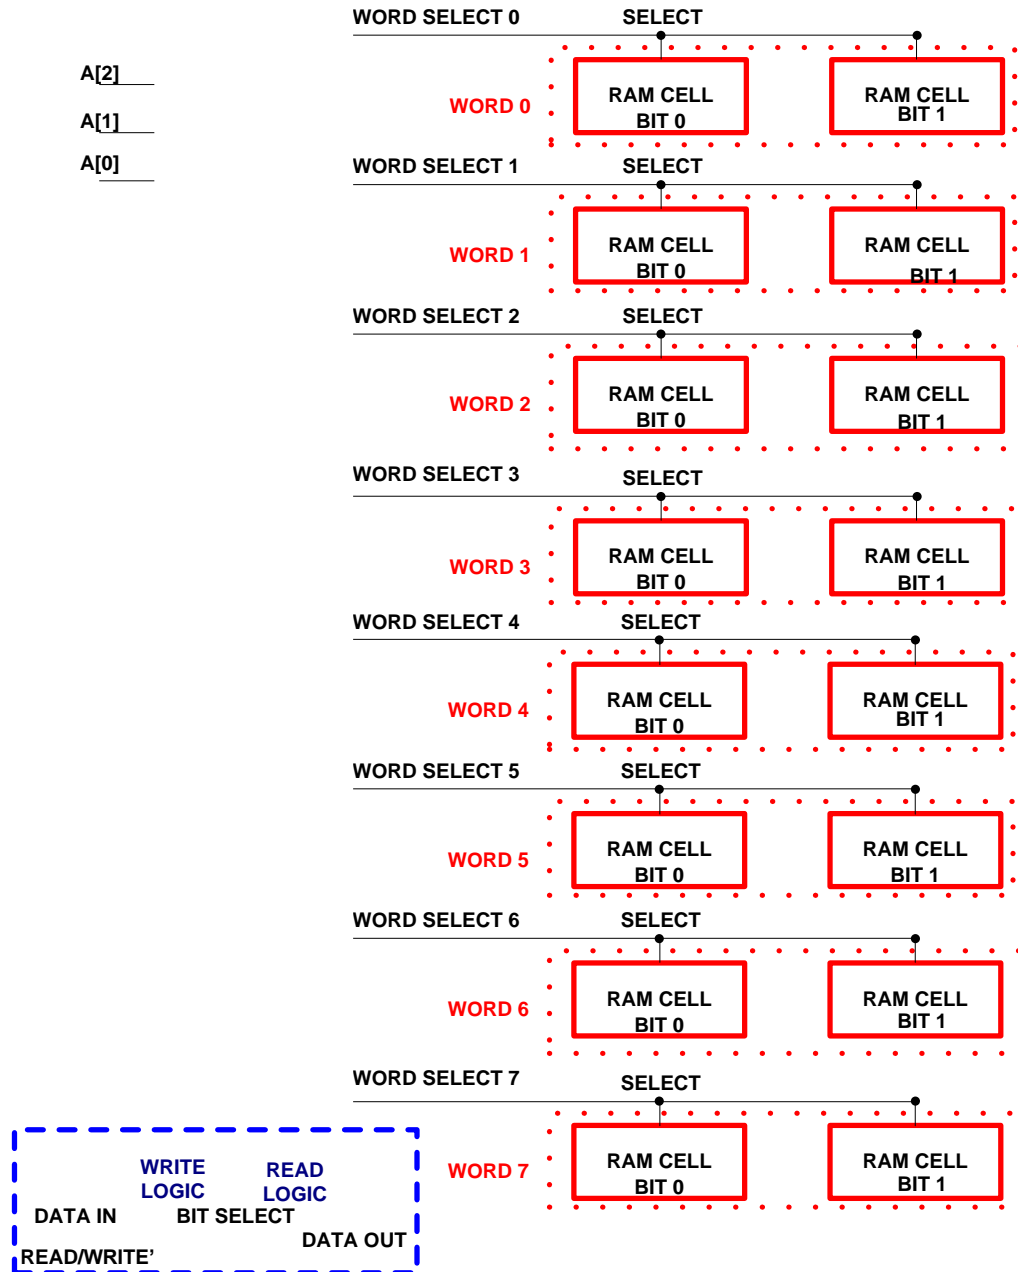 WORD SELECT 0 SELECT
A[2]
WORD 0 RAM CELL BIT 0 RAM CELL BIT 1
A[1]
A[0]
WORD SELECT 1 SELECT
WORD 1 RAM CELL BIT 0 RAM CELL BIT 1
WORD SELECT 2 SELECT
WORD 2 RAM CELL BIT 0 RAM CELL BIT 1
WORD SELECT 3 SELECT
WORD 3 RAM CELL BIT 0 RAM CELL BIT 1
WORD SELECT 4 SELECT
WORD 4 RAM CELL BIT 0 RAM CELL BIT 1
WORD SELECT 5 SELECT
WORD 5 RAM CELL BIT 0 RAM CELL BIT 1
WORD SELECT 6 SELECT
WORD 6 RAM CELL BIT 0 RAM CELL BIT 1
WORD SELECT 7 SELECT
WORD 7 RAM CELL BIT 0 RAM CELL BIT 1
WRITE LOGIC READ LOGIC
DATA IN BIT SELECT
DATA OUT
READ/WRITE'